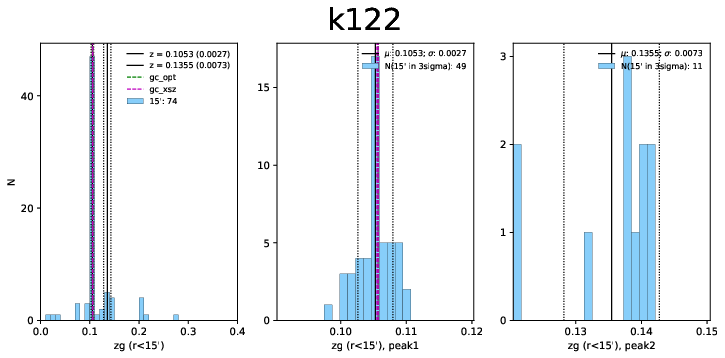 k122
z = 0.1053 (0.0027)
z = 0.1355 (0.0073)
gc_opt
gc_xsz
15': 74
N
0
20
40
0.0 0.1 0.2 0.3 0.4
zg (r<15')
μ: 0.1053; σ: 0.0027
N(15' in 3sigma): 49
0
5
10
15
0.10 0.11 0.12
zg (r<15'), peak1
μ: 0.1355; σ: 0.0073
N(15' in 3sigma): 11
0
1
2
3
0.13 0.14 0.15
zg (r<15'), peak2